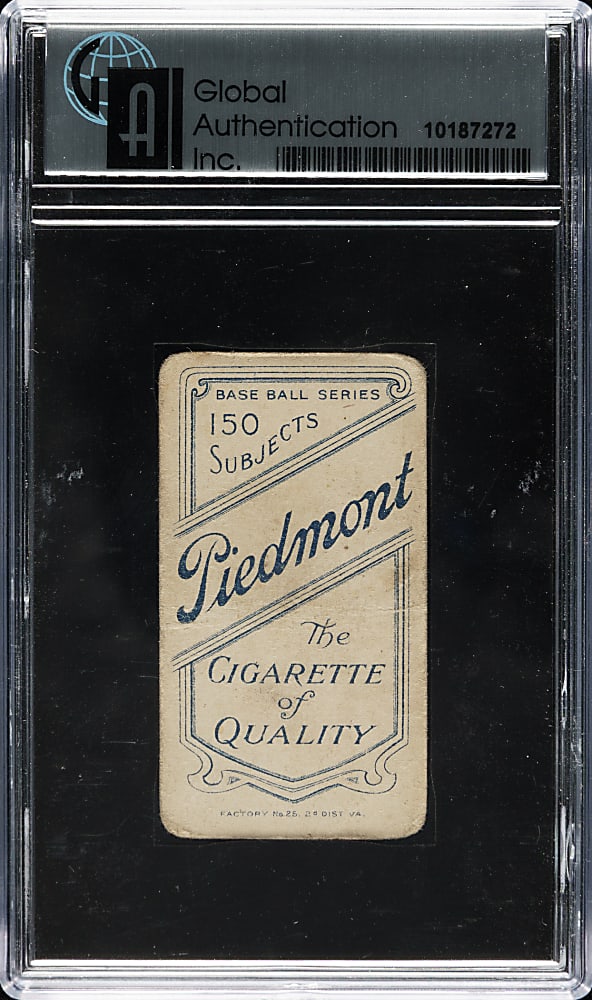 A
Global
Authentication 10187272
Inc.
BASE BALL SERIES
150
SUBJECTS
Piedmont
The
CIGARETTE
of
QUALITY
FACTORY No. 25, 2D DIST VA.